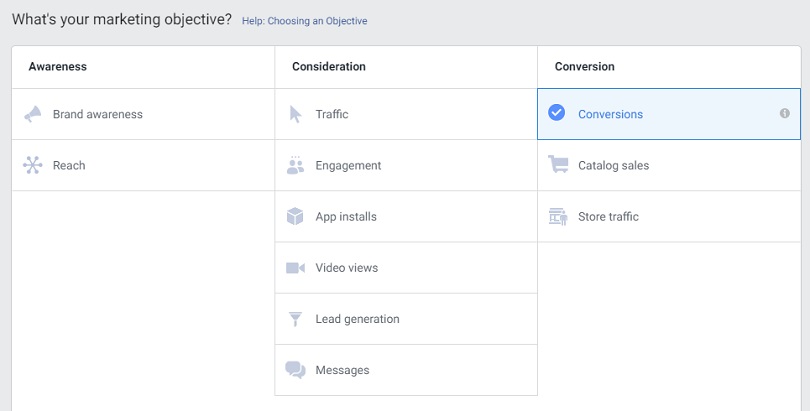 What's your marketing objective? Help: Choosing an Objective
Awareness
Consideration
Conversion
Brand awareness
Traffic
Conversions
Reach
Engagement
Catalog sales
App installs
Store traffic
Video views
Lead generation
Messages